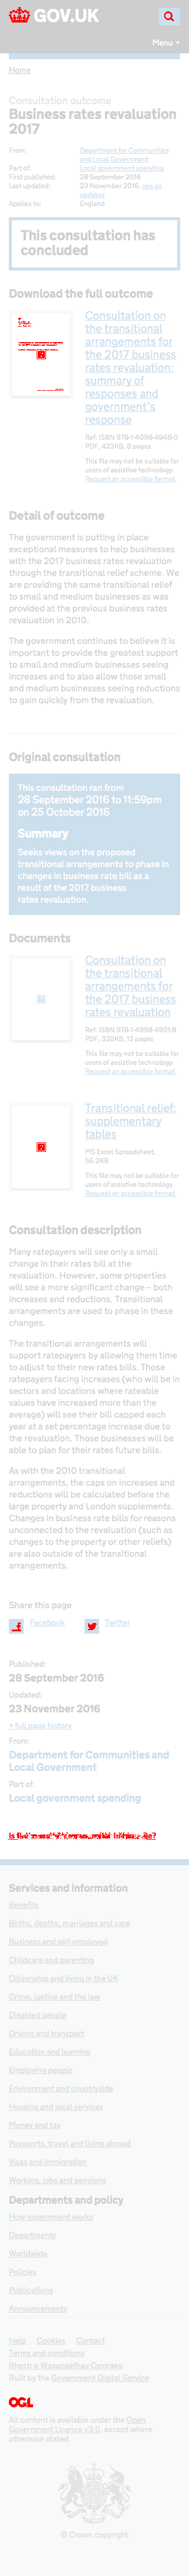 GOV.UK
Menu
Home
Consultation outcome
Business rates revaluation
2017
From:
Department for Communities
and Local Government
Part of:
Local government spending
First published:
28 September 2016
Last updated:
23 November 2016, see all
updates
Applies to:
England
This consultation has
concluded
Download the full outcome
Consultation on
the transitional
arrangements for
the 2017 business
rates revaluation:
summary of
responses and
government's
response
Ref: ISBN 978-1-4098-4949-0
PDF, 423KB, 8 pages
This file may not be suitable for
users of assistive technology.
Request an accessible format.
Detail of outcome
The government is putting in place
exceptional measures to help businesses
with the 2017 business rates revaluation
through the transitional relief scheme. We
are providing the same transitional relief
to small and medium businesses as was
provided at the previous business rates
revaluation in 2010.
The government continues to believe it is
important to provide the greatest support
to small and medium businesses seeing
increases and to also allow those small
and medium businesses seeing reductions
to gain quickly from the revaluation.
Original consultation
This consultation ran from
28 September 2016 to 11:59pm
on 25 October 2016
Summary
Seeks views on the proposed
transitional arrangements to phase in
changes in business rate bill as a
result of the 2017 business
rates revaluation.
Documents
Consultation on
the transitional
arrangements for
the 2017 business
rates revaluation
Ref: ISBN 978-1-4098-4901-8
PDF, 320KB, 12 pages
This file may not be suitable for
users of assistive technology.
Request an accessible format.
Transitional relief:
supplementary
tables
MS Excel Spreadsheet,
56.2KB
This file may not be suitable for
users of assistive technology.
Request an accessible format.
Consultation description
Many ratepayers will see only a small
change in their rates bill at the
revaluation. However, some properties
will see a more significant change – both
increases and reductions. Transitional
arrangements are used to phase in these
changes.
The transitional arrangements will
support ratepayers by allowing them time
to adjust to their new rates bills. Those
ratepayers facing increases (who will be in
sectors and locations where rateable
values have increased more than the
average) will see their bill capped each
year at a set percentage increase over the
previous year. Those businesses will be
able to plan for their rates future bills.
As with the 2010 transitional
arrangements, the caps on increases and
reductions would be calculated before the
large property and London supplements.
Changes in rates bills for reasons
unconnected to the revaluation (such as
changes to the property or other reliefs)
are also outside of the transitional
arrangements.
Share this page
Facebook
Twitter
Published:
28 September 2016
Updated:
23 November 2016
+ full page history
From:
Department for Communities and
Local Government
Part of:
Local government spending
Services and information
Benefits
Births, deaths, marriages and care
Business and self-employed
Childcare and parenting
Citizenship and living in the UK
Crime, justice and the law
Disabled people
Driving and transport
Education and learning
Employing people
Environment and countryside
Housing and local services
Money and tax
Passports, travel and living abroad
Visas and immigration
Working, jobs and pensions
Departments and policy
How government works
Departments
Worldwide
Policies
Publications
Announcements
Help Cookies Contact
Terms and conditions
Rhestr o Wasanaethau Cymraeg
Built by the Government Digital Service
OGL
All content is available under the Open
Government Licence v3.0, except where
otherwise stated
© Crown copyright